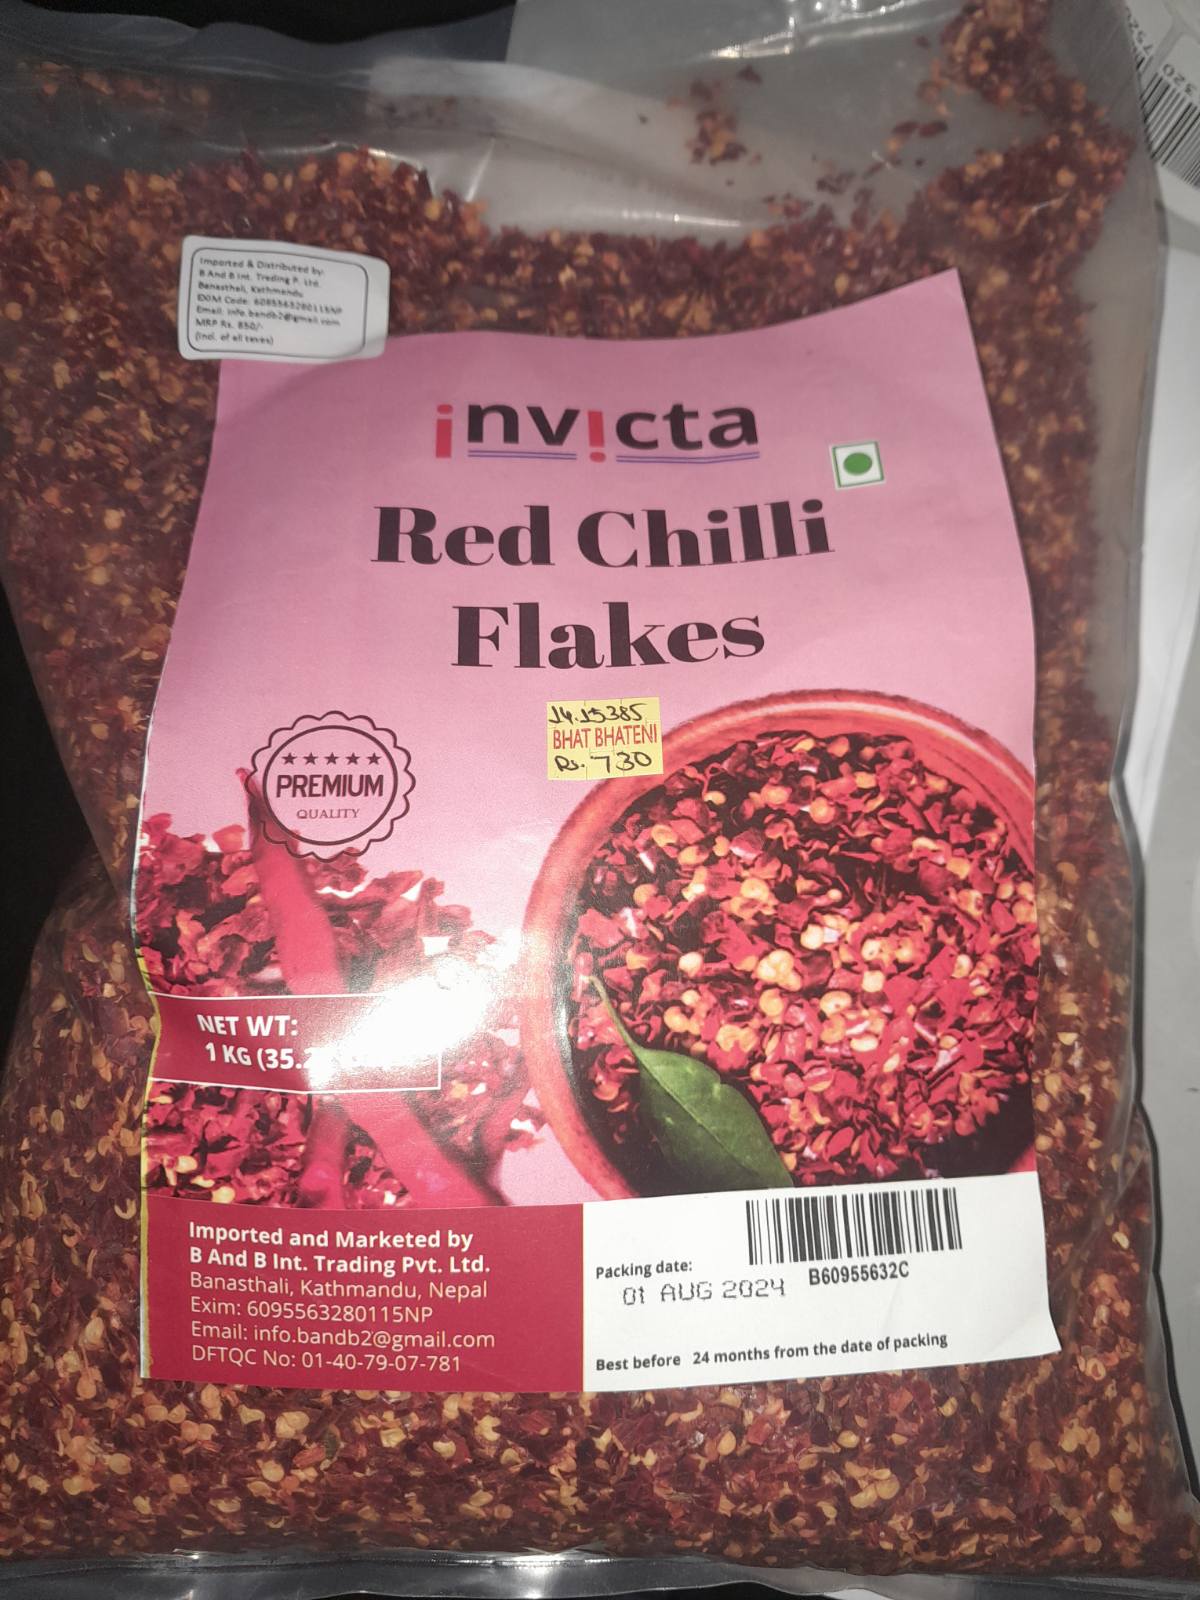 Imported & Distributed by:
B And B Int. Trading P. Ltd.
Banasthali, Kathmandu
EXIM Code: 6095563280115NP
Email: info.bandb2@gmail.com
MRP Rs. 850/-
(Incl. of all taxes)
invicta
Red Chilli
Flakes
14.15385
BHAT BHATENI
Rs. 730
★★★★★
PREMIUM
QUALITY
NET WT:
1 KG (35.2
Imported and Marketed by
B And B Int. Trading Pvt. Ltd.
Banasthali, Kathmandu, Nepal
Exim: 6095563280115NP
Email: info.bandb2@gmail.com
DFTQC No: 01-40-79-07-781
B60955632C
Packing date:
01 AUG 2024
Best before 24 months from the date of packing